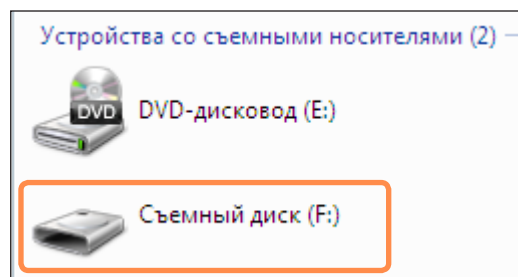 Устройства со съемными носителями (2)
DVD
DVD-дисковод (E:)
Съемный диск (F:)